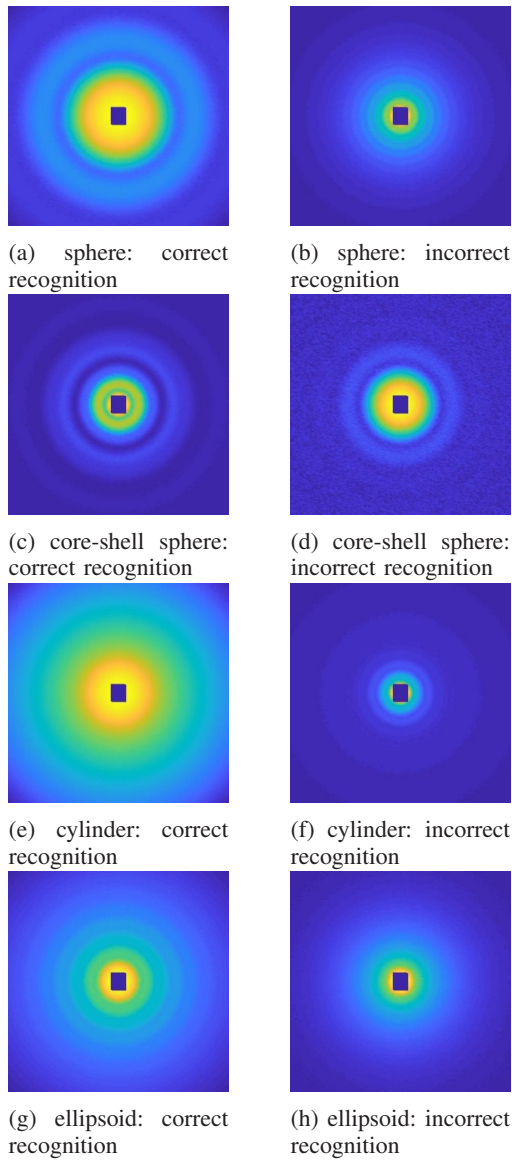 (a) sphere: correct
recognition
(b) sphere: incorrect
recognition
(c) core-shell sphere:
correct recognition
(d) core-shell sphere:
incorrect recognition
(e) cylinder: correct
recognition
(f) cylinder: incorrect
recognition
(g) ellipsoid: correct
recognition
(h) ellipsoid: incorrect
recognition